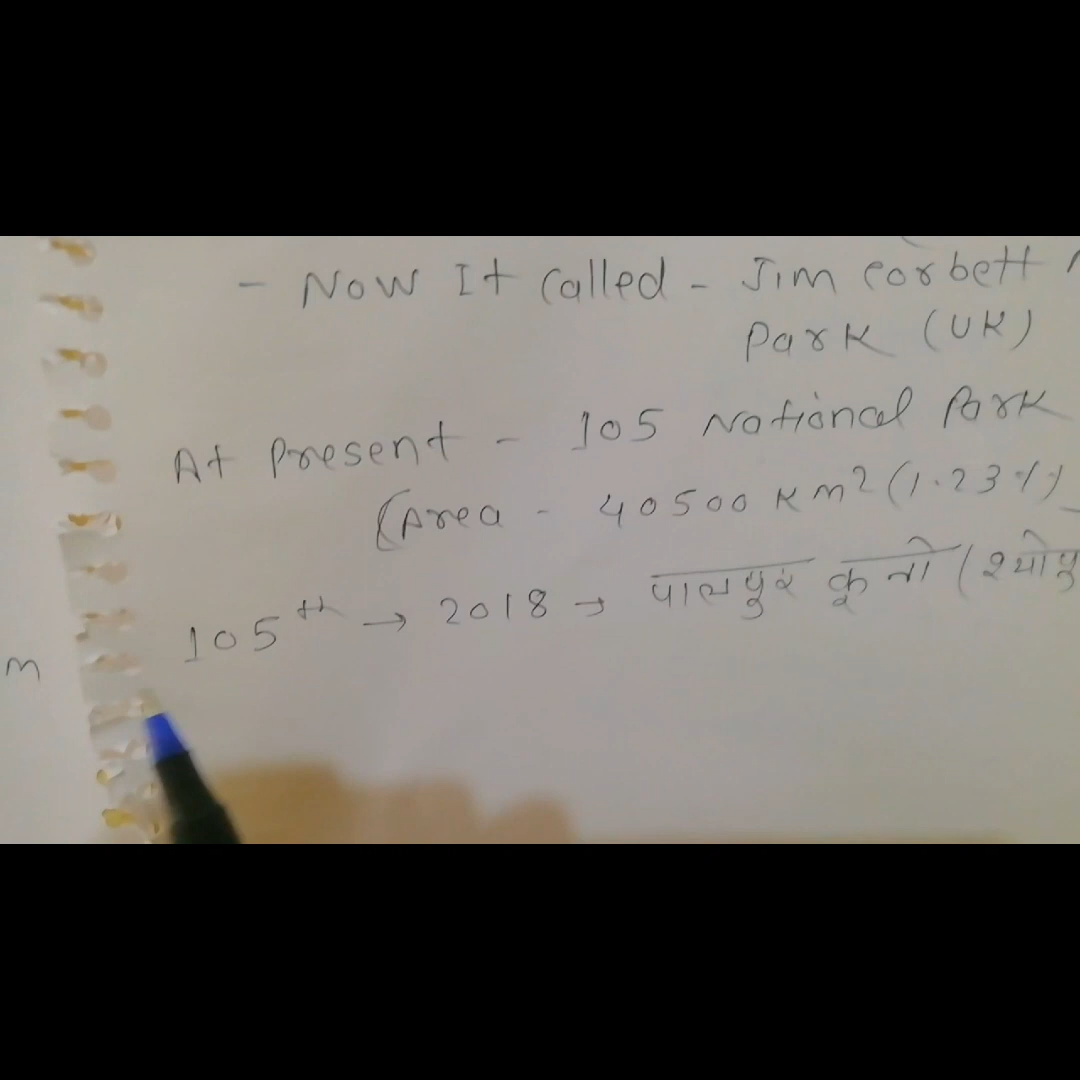 - Now It called - Jim corbett
Park (UK)
At Present - 105 National Park
(Area - 40500 Km² (1.23%)
105th → 2018 → पालपुर कूनो (श्योपु
m